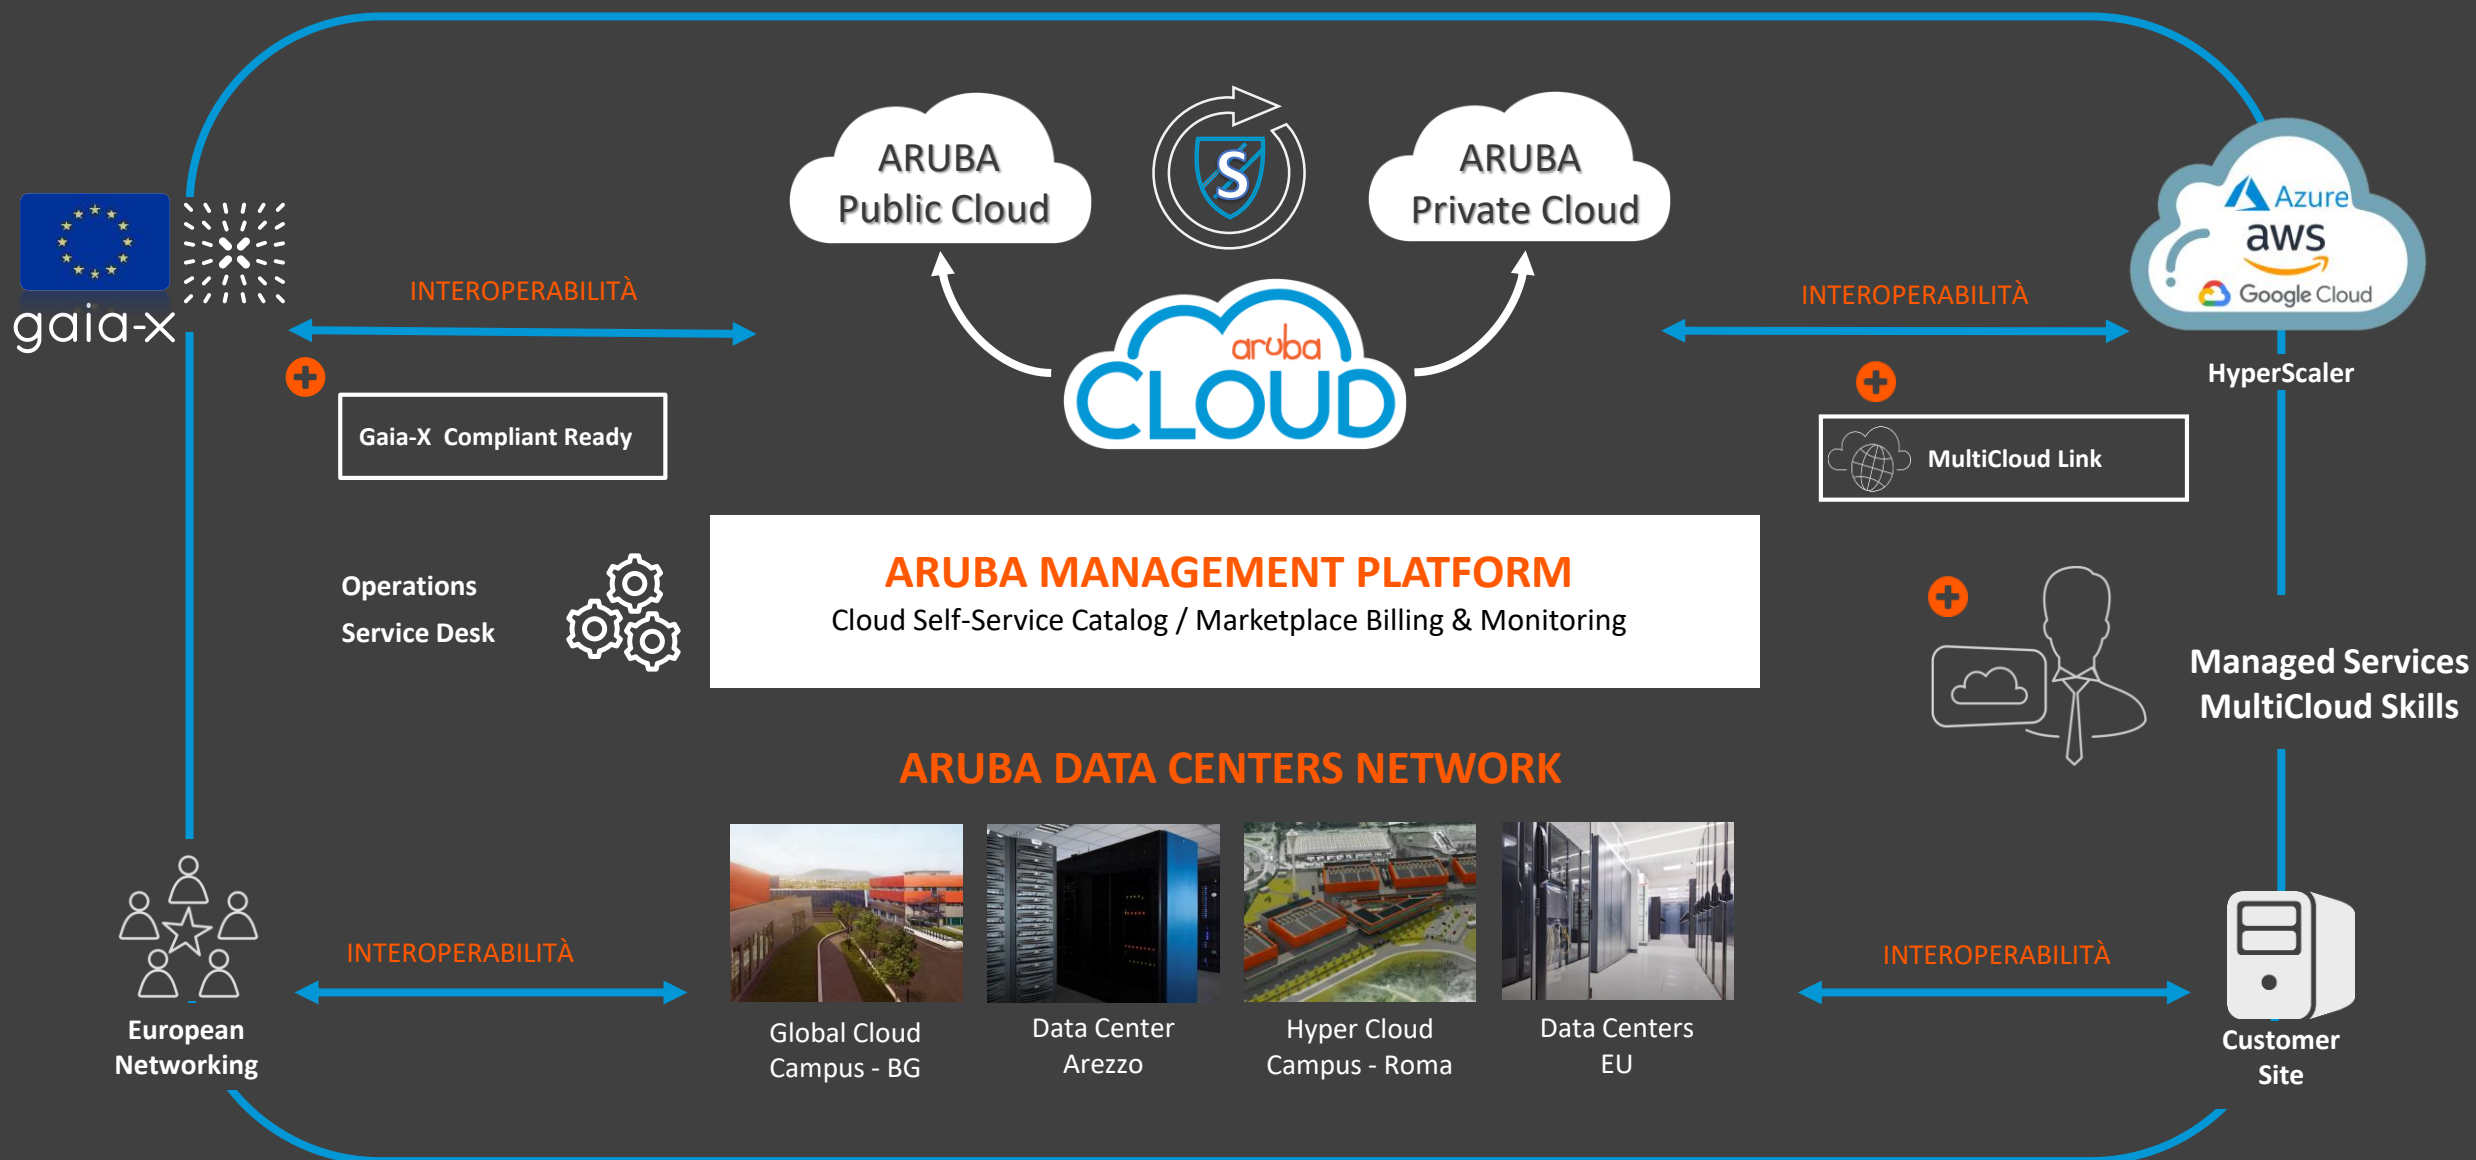 ARUBA
Public Cloud
S
ARUBA
Private Cloud
Azure
aws
Google Cloud
HyperScaler
gaia-x
INTEROPERABILITÀ
INTEROPERABILITÀ
aruba
CLOUD
Gaia-X  Compliant Ready
MultiCloud Link
Operations
Service Desk
ARUBA MANAGEMENT PLATFORM
Cloud Self-Service Catalog / Marketplace Billing & Monitoring
Managed Services
MultiCloud Skills
ARUBA DATA CENTERS NETWORK
INTEROPERABILITÀ
INTEROPERABILITÀ
European
Networking
Global Cloud
Campus - BG
Data Center
Arezzo
Hyper Cloud
Campus - Roma
Data Centers
EU
Customer
Site